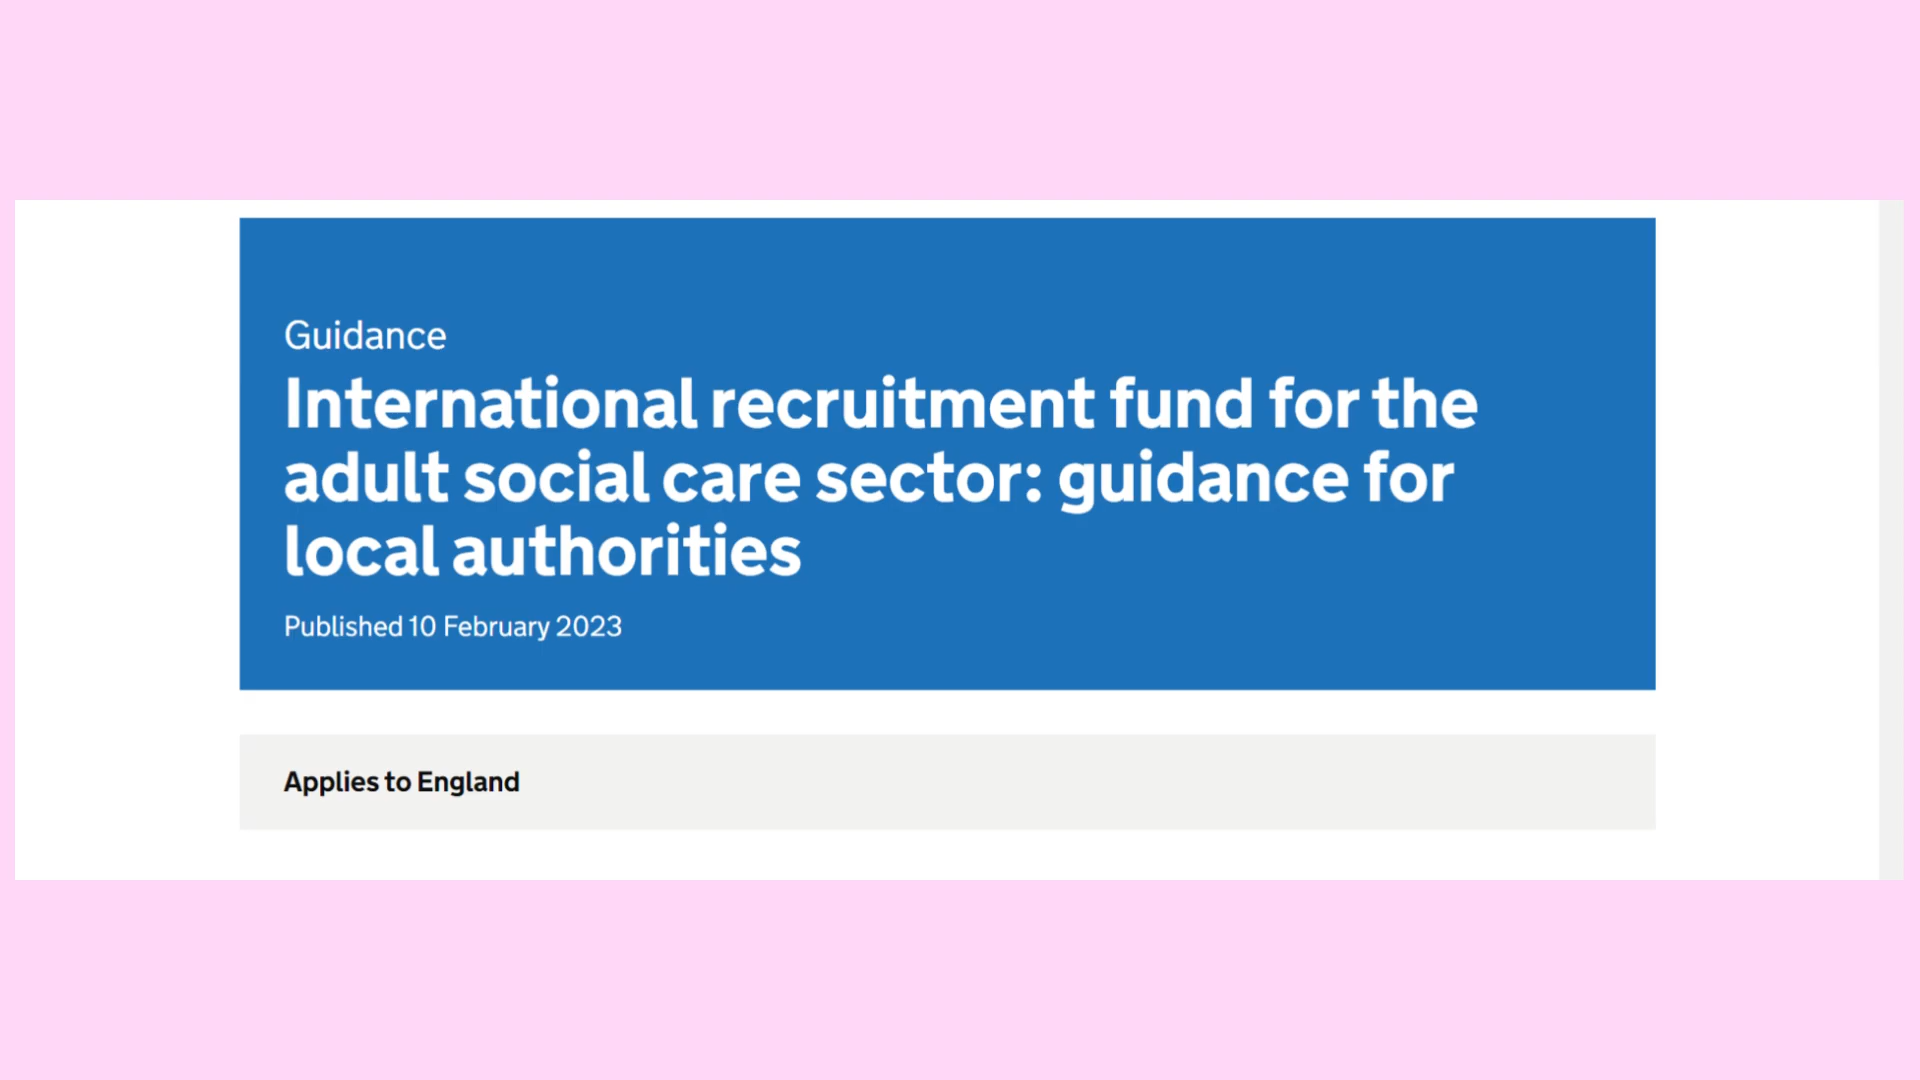 Guidance
International recruitment fund for the
adult social care sector: guidance for
local authorities
Published 10 February 2023
Applies to England